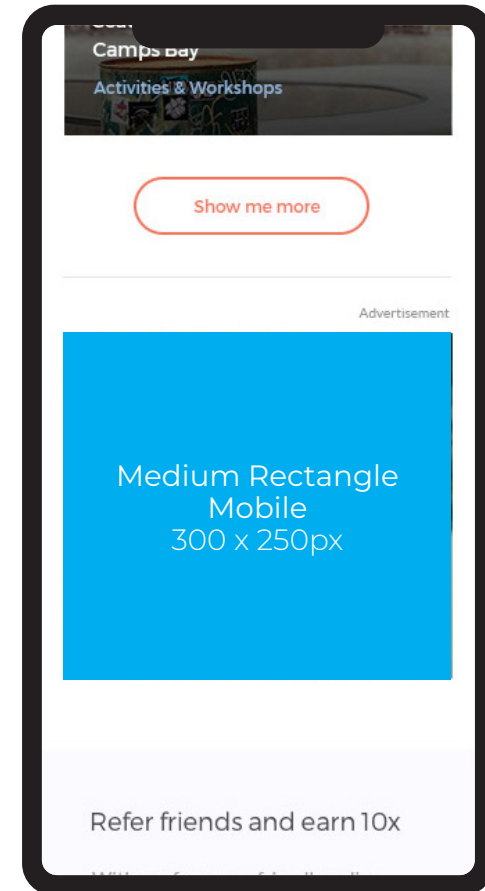 Camps Bay
Activities & Workshops
Show me more
Advertisement
Medium Rectangle
Mobile
300 x 250px
Refer friends and earn 10x